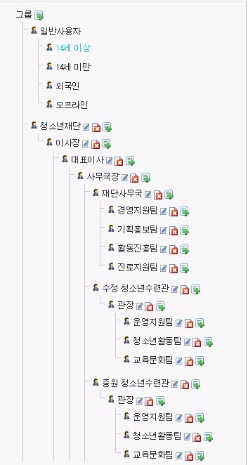 그룹
일반사용자
14세 이상
14세 미만
외국인
오프라인
청소년재단
이사장
대표이사
사무국장
재단사무국
경영지원팀
기획홍보팀
활동진흥팀
진로지원팀
수정 청소년수련관
관장
운영지원팀
청소년활동팀
교육문화팀
중원 청소년수련관
관장
운영지원팀
청소년활동팀
교육문화팀